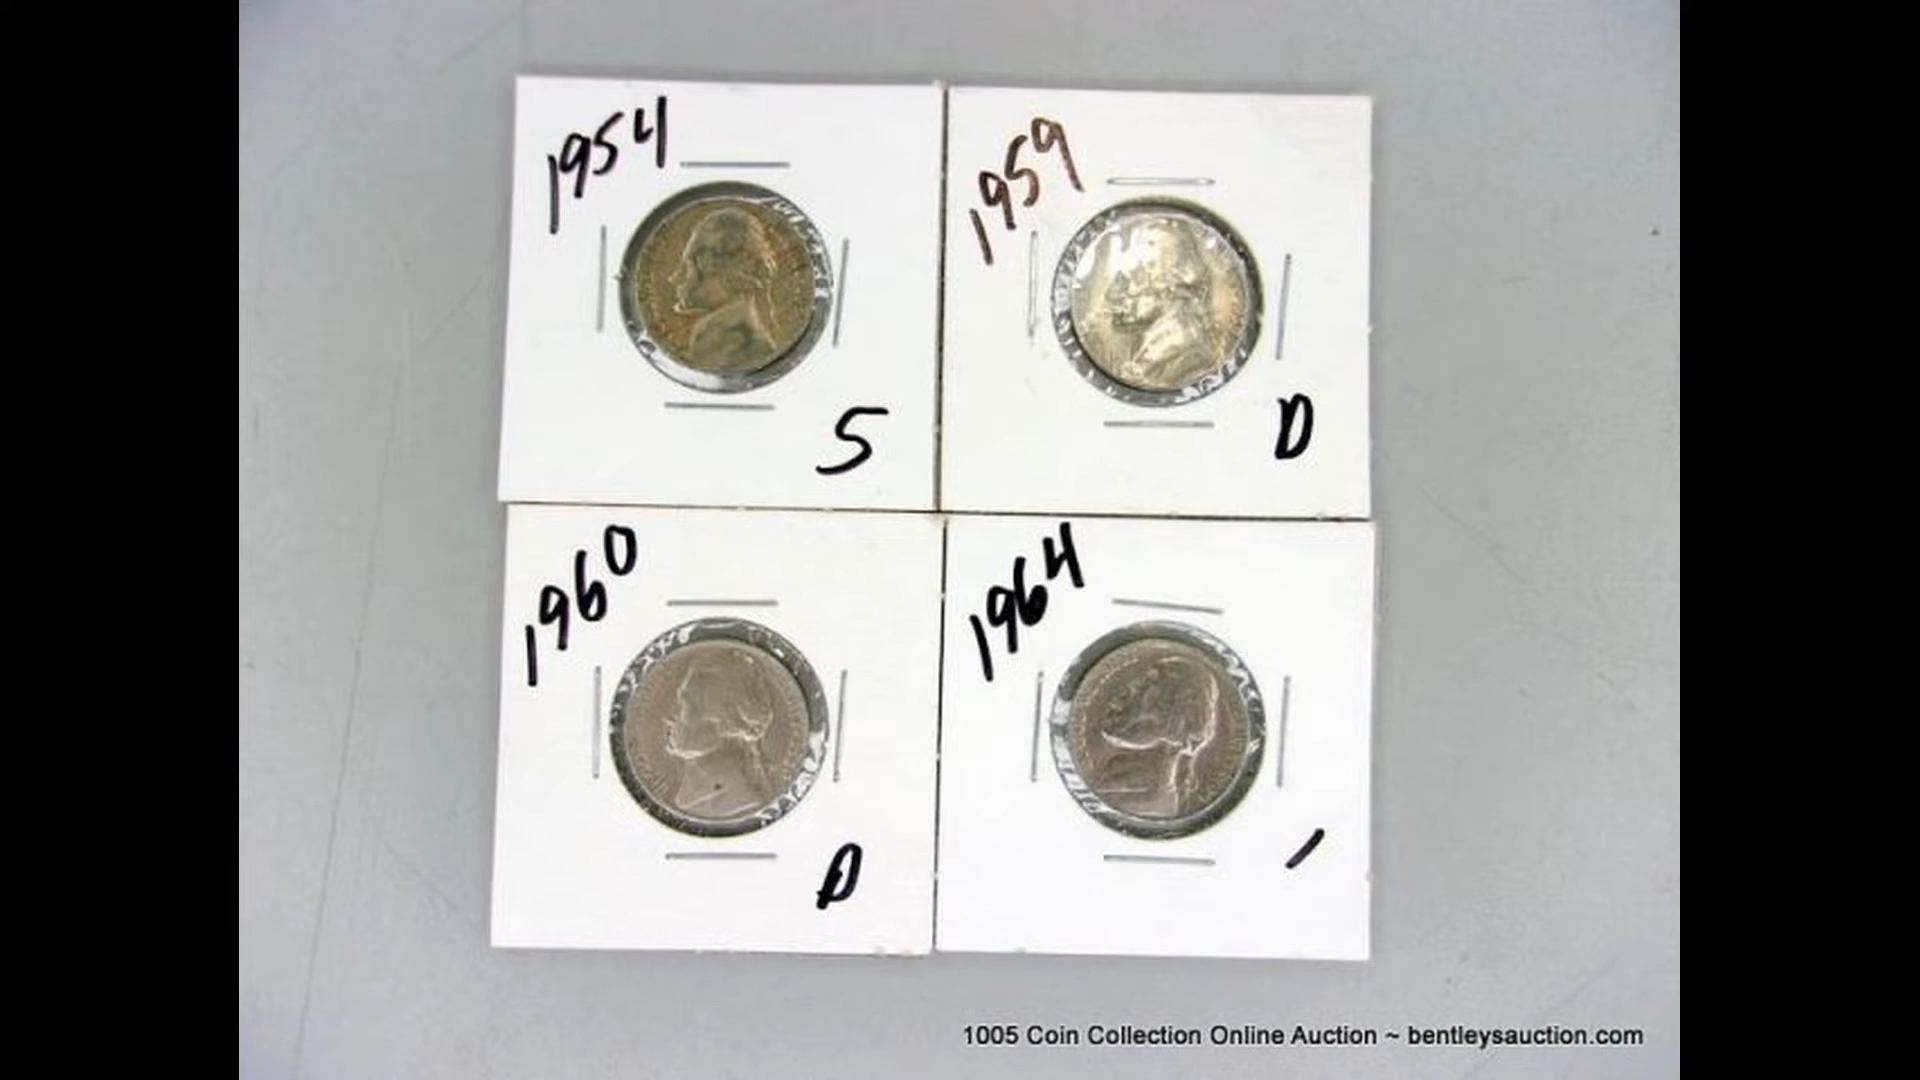 1954
S
1959
D
1960
D
1964
1005 Coin Collection Online Auction ~ bentleysauction.com